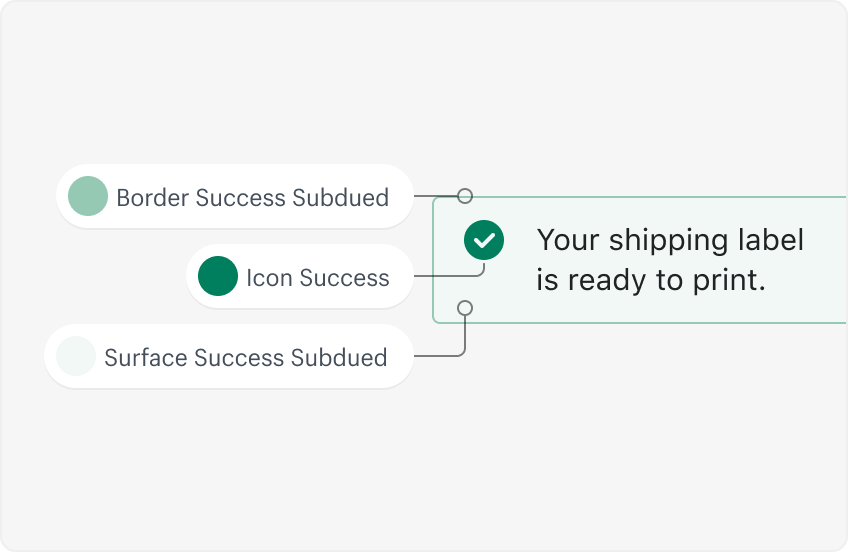 Border Success Subdued
Icon Success
Surface Success Subdued
Your shipping label
is ready to print.